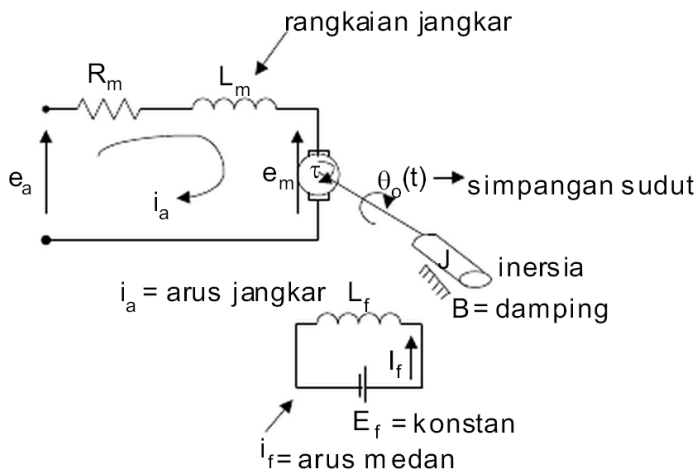 rangkaian jangkar
Rm
Lm
ea
ia
em
τ
θo(t)
simpangan sudut
J
inersia
B= damping
ia = arus jangkar
Lf
If
Ef = konstan
if= arus medan